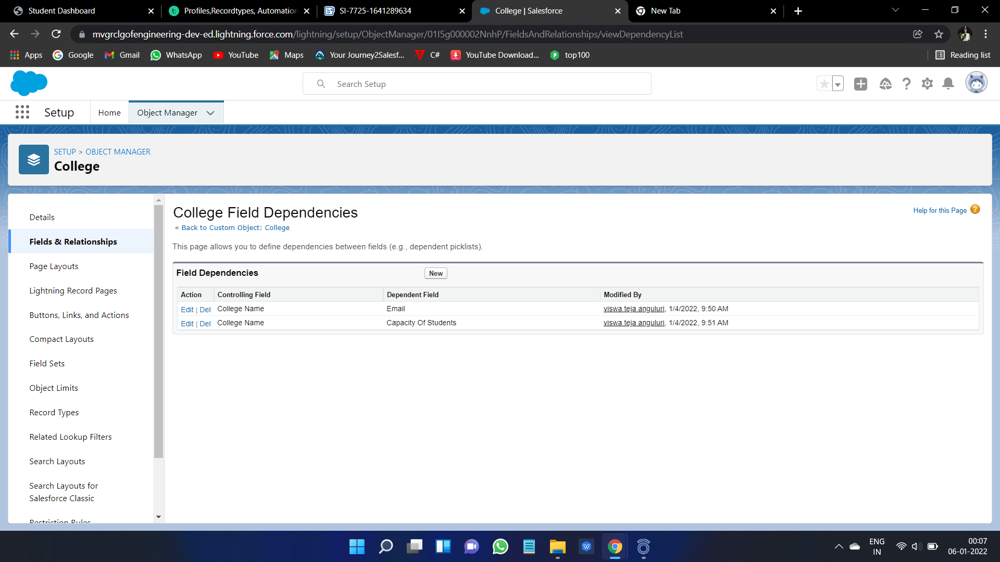 Student Dashboard
Profiles,Recordtypes, Automation
SI-7725-1641289634
College | Salesforce
New Tab
mvgrclgofengineering-dev-ed.lightning.force.com/lightning/setup/ObjectManager/01I5g000002NnhP/FieldsAndRelationships/viewDependencyList
Apps
Google
Gmail
WhatsApp
YouTube
Maps
Your Journey2Salesf...
C#
YouTube Download...
top100
Reading list
Search Setup
Setup
Home
Object Manager
SETUP > OBJECT MANAGER
College
Details
Fields & Relationships
Page Layouts
Lightning Record Pages
Buttons, Links, and Actions
Compact Layouts
Field Sets
Object Limits
Record Types
Related Lookup Filters
Search Layouts
Search Layouts for
Salesforce Classic
Restriction Rules
College Field Dependencies
Help for this Page
« Back to Custom Object: College
This page allows you to define dependencies between fields (e.g., dependent picklists).
Field Dependencies
New
Action Controlling Field Dependent Field Modified By
Edit | Del College Name Email viswa teja anguluri, 1/4/2022, 9:50 AM
Edit | Del College Name Capacity Of Students viswa teja anguluri, 1/4/2022, 9:51 AM
ENG
IN
00:07
06-01-2022